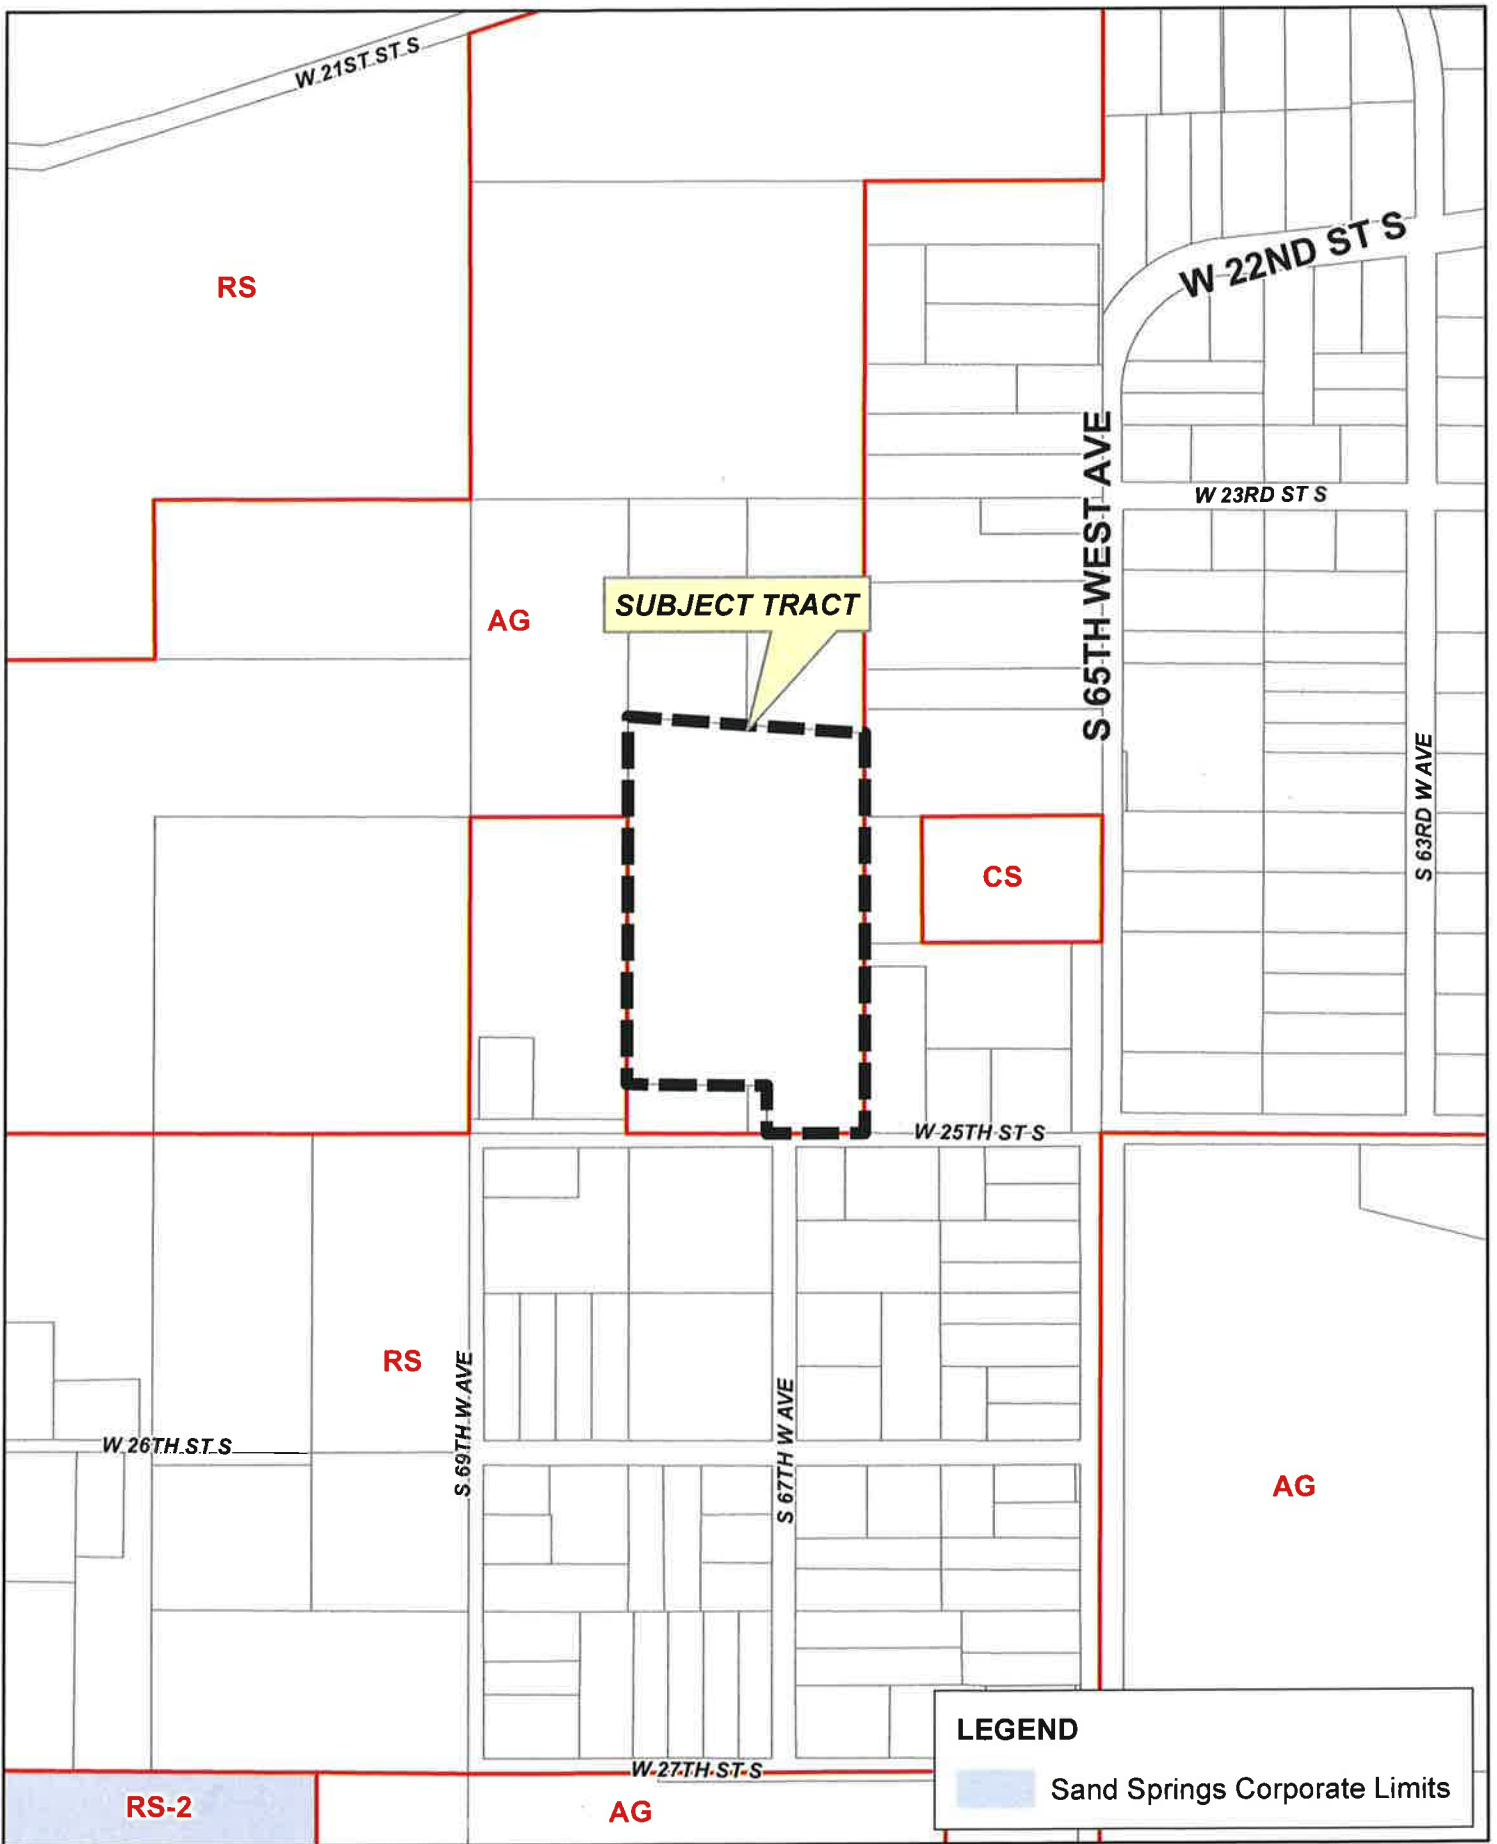 W 21ST ST S
RS
W 22ND ST S
S 65TH WEST AVE
W 23RD ST S
SUBJECT TRACT
AG
S 63RD W AVE
CS
W 25TH ST S
RS
S 69TH W AVE
S 67TH W AVE
W 26TH ST S
AG
LEGEND
W 27TH ST S
Sand Springs Corporate Limits
RS-2
AG